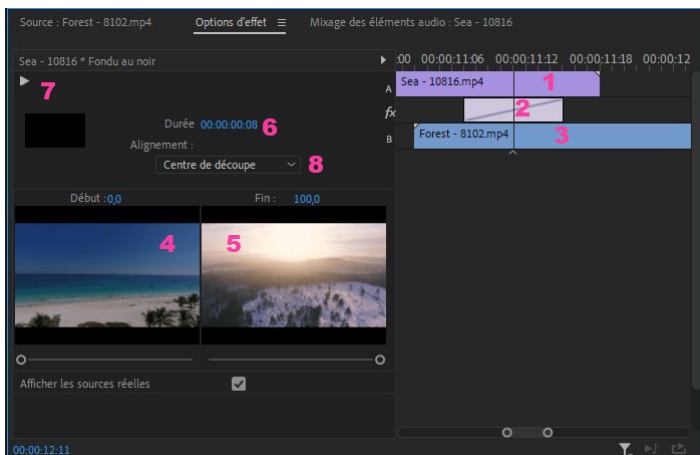 Source : Forest - 8102.mp4 Options d'effet Mixage des éléments audio : Sea - 10816
Sea - 10816 * Fondu au noir :00 00:00:11:06 00:00:11:12 00:00:11:18 00:00:12
7 A Sea - 10816.mp4 1
fx 2
Durée 00:00:00:08 6 B Forest - 8102.mp4 3
Alignement :
Centre de découpe 8
Début : 0,0 Fin : 100,0
4 5
Afficher les sources réelles
00:00:12:11